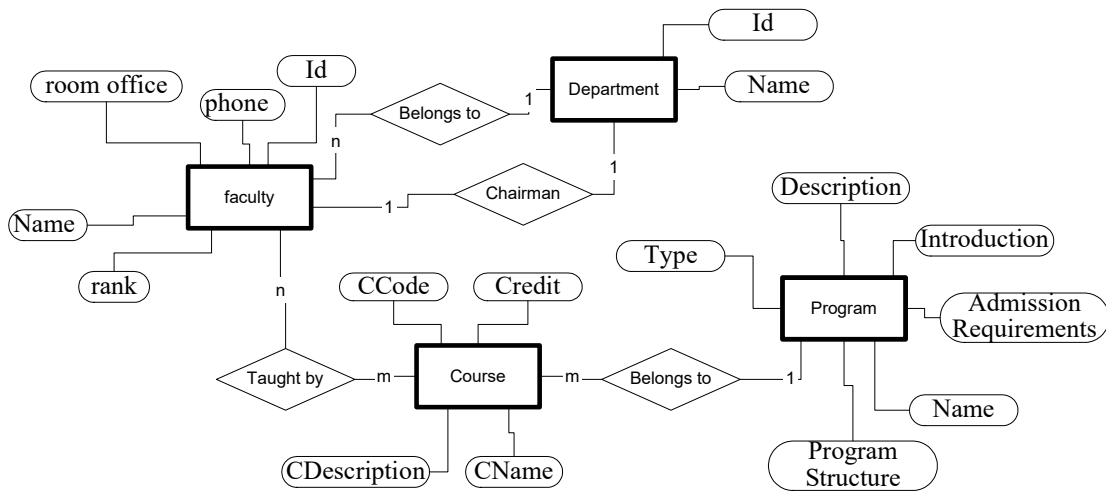 Id
room office
Id
phone
Department
Belongs to
1
Name
n
faculty
Chairman
1
1
Description
Name
Introduction
Type
rank
n
CCode
Credit
Program
Admission
Requirements
Taught by
m
Course
m
Belongs to
1
Name
CDescription
CName
Program
Structure